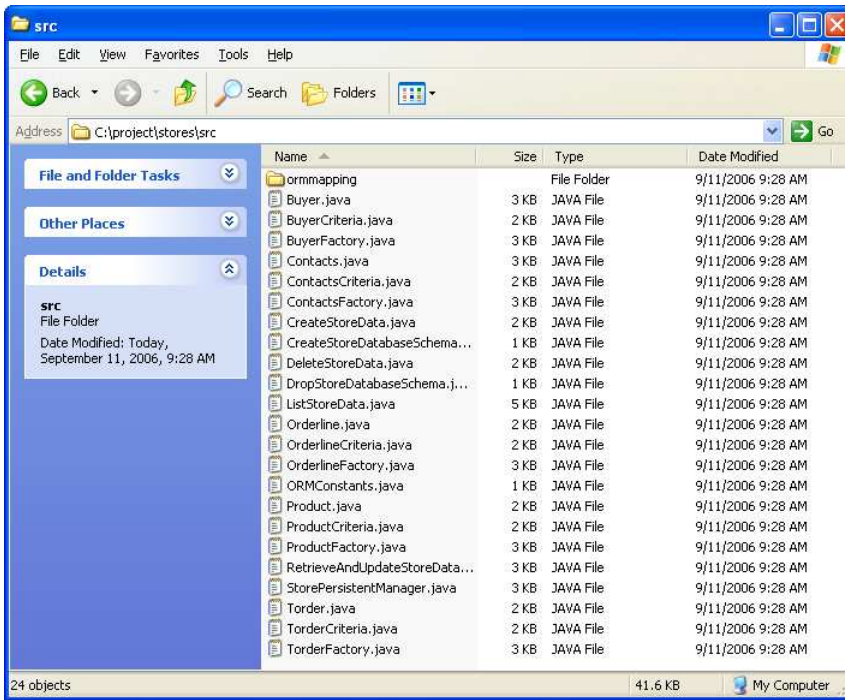 src
File Edit View Favorites Tools Help
Back Search Folders
Address C:\project\stores\src Go
File and Folder Tasks
Other Places
Details
src
File Folder
Date Modified: Today,
September 11, 2006, 9:28 AM
Name Size Type Date Modified
ormmapping File Folder 9/11/2006 9:28 AM
Buyer.java 3 KB JAVA File 9/11/2006 9:28 AM
BuyerCriteria.java 2 KB JAVA File 9/11/2006 9:28 AM
BuyerFactory.java 3 KB JAVA File 9/11/2006 9:28 AM
Contacts.java 3 KB JAVA File 9/11/2006 9:28 AM
ContactsCriteria.java 2 KB JAVA File 9/11/2006 9:28 AM
ContactsFactory.java 3 KB JAVA File 9/11/2006 9:28 AM
CreateStoreData.java 2 KB JAVA File 9/11/2006 9:28 AM
CreateStoreDatabaseSchema... 1 KB JAVA File 9/11/2006 9:28 AM
DeleteStoreData.java 2 KB JAVA File 9/11/2006 9:28 AM
DropStoreDatabaseSchema.j... 1 KB JAVA File 9/11/2006 9:28 AM
ListStoreData.java 5 KB JAVA File 9/11/2006 9:28 AM
Orderline.java 2 KB JAVA File 9/11/2006 9:28 AM
OrderlineCriteria.java 2 KB JAVA File 9/11/2006 9:28 AM
OrderlineFactory.java 3 KB JAVA File 9/11/2006 9:28 AM
ORMConstants.java 1 KB JAVA File 9/11/2006 9:28 AM
Product.java 2 KB JAVA File 9/11/2006 9:28 AM
ProductCriteria.java 2 KB JAVA File 9/11/2006 9:28 AM
ProductFactory.java 3 KB JAVA File 9/11/2006 9:28 AM
RetrieveAndUpdateStoreData... 3 KB JAVA File 9/11/2006 9:28 AM
StorePersistentManager.java 3 KB JAVA File 9/11/2006 9:28 AM
Torder.java 2 KB JAVA File 9/11/2006 9:28 AM
TorderCriteria.java 2 KB JAVA File 9/11/2006 9:28 AM
TorderFactory.java 3 KB JAVA File 9/11/2006 9:28 AM
24 objects 41.6 KB My Computer